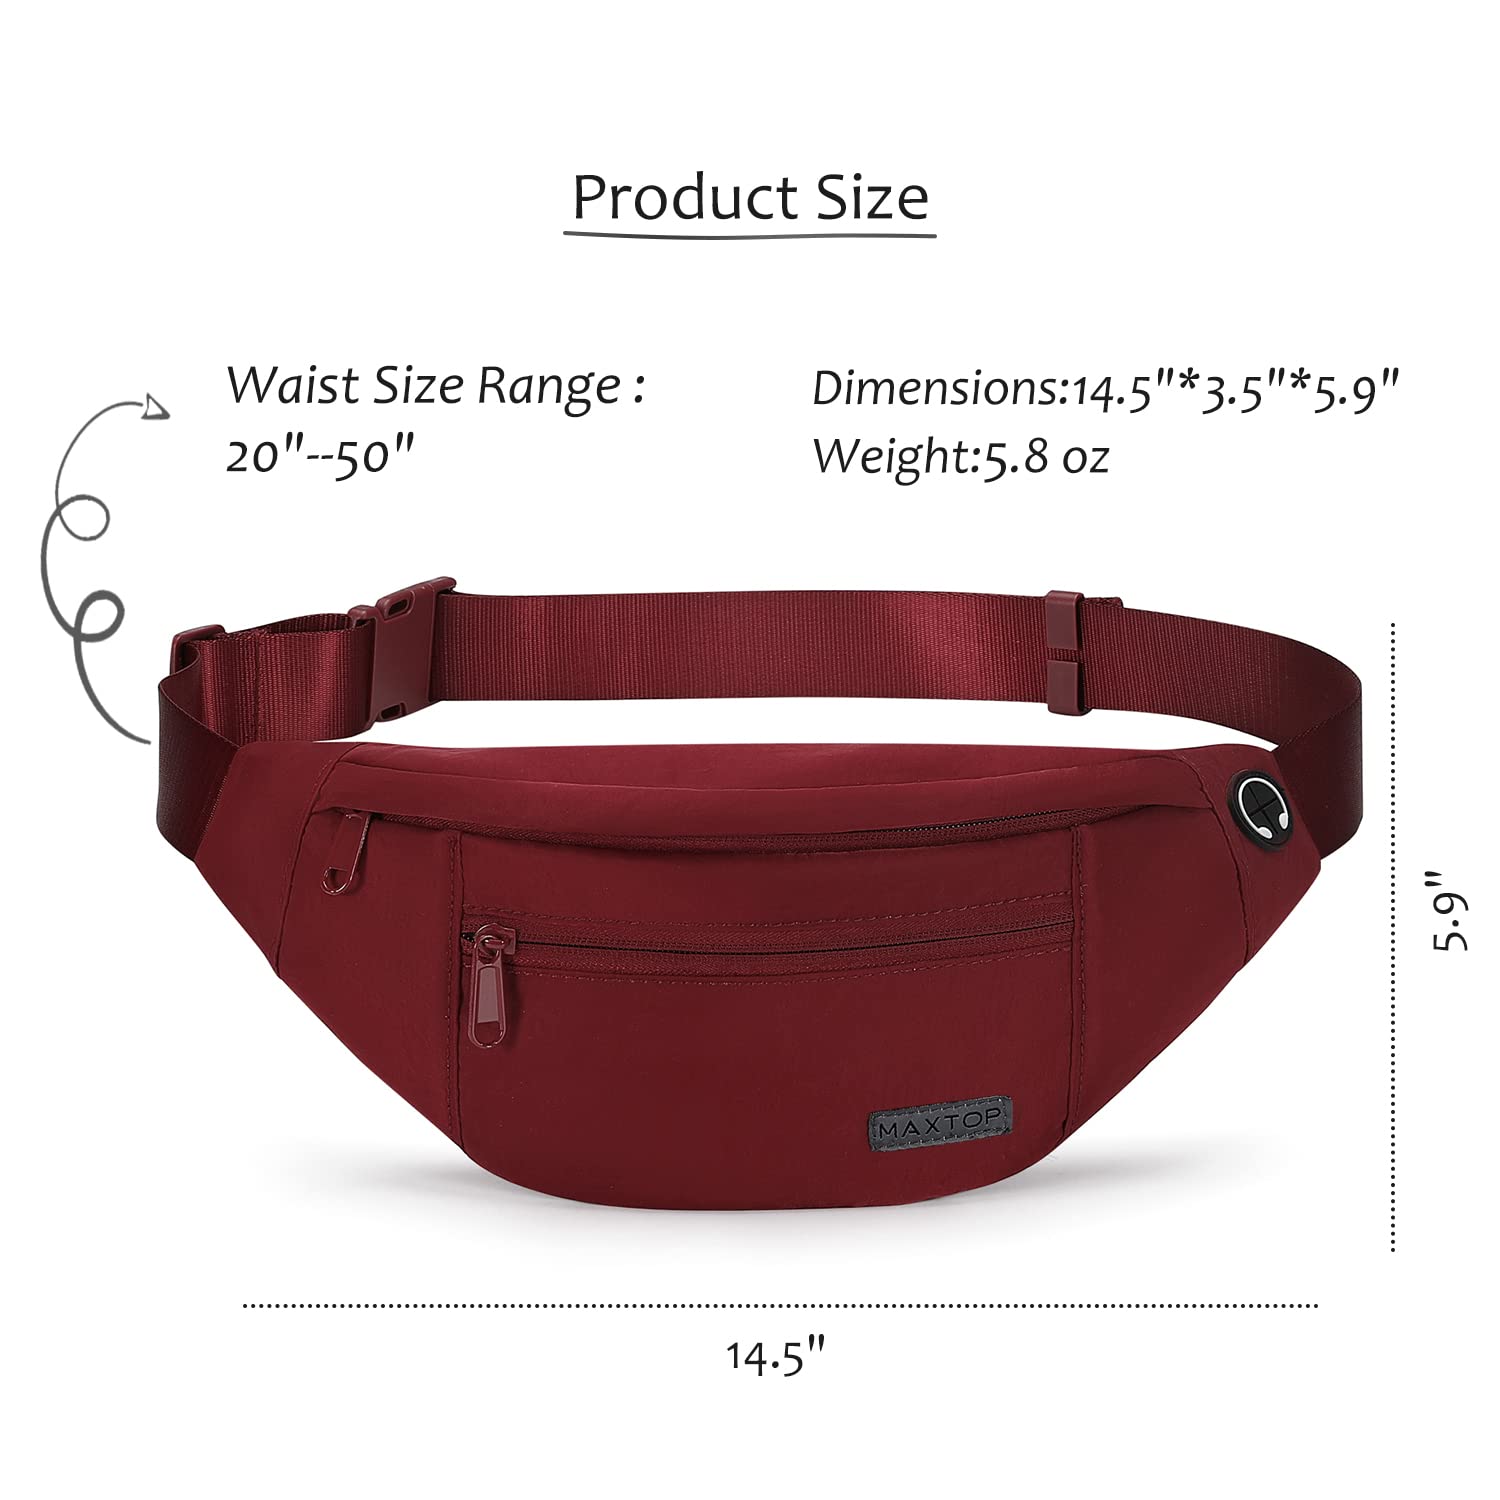 Product Size
Waist Size Range :
20"--50"
Dimensions:14.5"*3.5"*5.9"
Weight:5.8 oz
5.9"
MAXTOP
14.5"